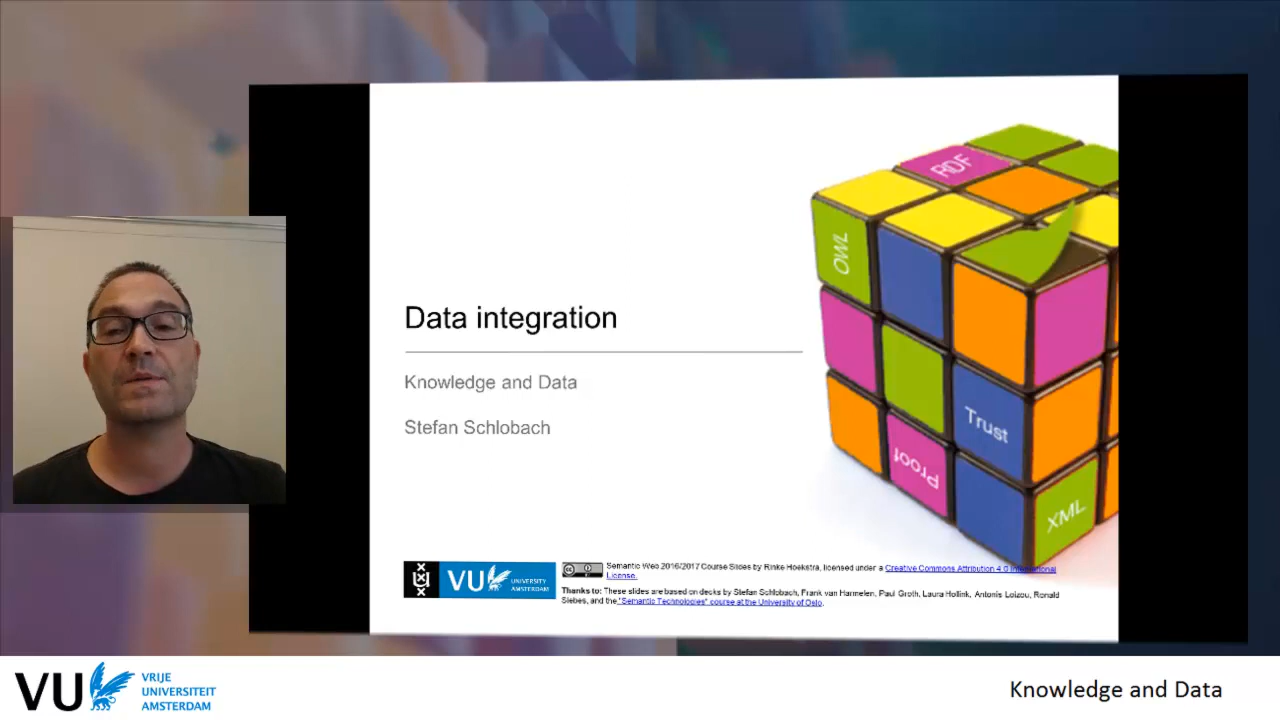 RDF
OWL
Data integration
Knowledge and Data
Trust
Stefan Schlobach
Proof
XML
VU UNIVERSITY
AMSTERDAM
Semantic Web 2016/2017 Course Slides by Rinke Hoekstra, licensed under a Creative Commons Attribution 4.0 International
License.
Thanks to: These slides are based on decks by Stefan Schlobach, Frank van Harmelen, Paul Groth, Laura Hollink, Antonis Loizou, Ronald
Siebes, and the "Semantic Technologies" course at the University of Oslo.
VU VRIJE
UNIVERSITEIT
AMSTERDAM
Knowledge and Data